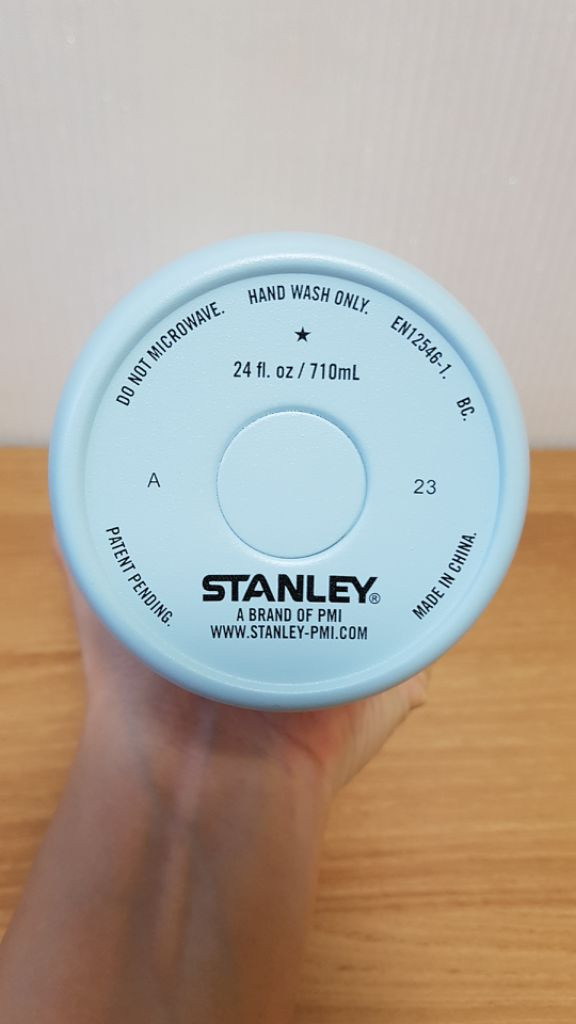 DO NOT MICROWAVE. HAND WASH ONLY. EN12546-1. BC.
★
24 fl. oz / 710mL
A 23
PATENT PENDING.
MADE IN CHINA.
STANLEY®
A BRAND OF PMI
WWW.STANLEY-PMI.COM